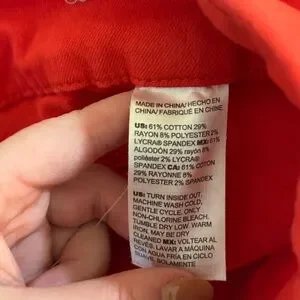 MADE IN CHINA/ HECHO EN
CHINA/ FABRIQUÉ EN CHINE
US: 61% COTTON 29%
RAYON 8% POLYESTER 2%
LYCRA® SPANDEX MX: 61%
ALGODÓN 29% rayón 8%
poliéster 2% LYCRA®
SPANDEX CA: 61% COTTON
29% RAYONNE 8%
POLYESTER 2% SPANDEX
US: TURN INSIDE OUT,
MACHINE WASH COLD,
GENTLE CYCLE, ONLY
NON-CHLORINE BLEACH,
TUMBLE DRY LOW, WARM
IRON, MAY BE DRY
CLEANED MX: VOLTEAR AL
REVÉS, LAVAR A MÁQUINA
CON AGUA FRÍA EN CICLO
SUAVE, SOLAMENTE